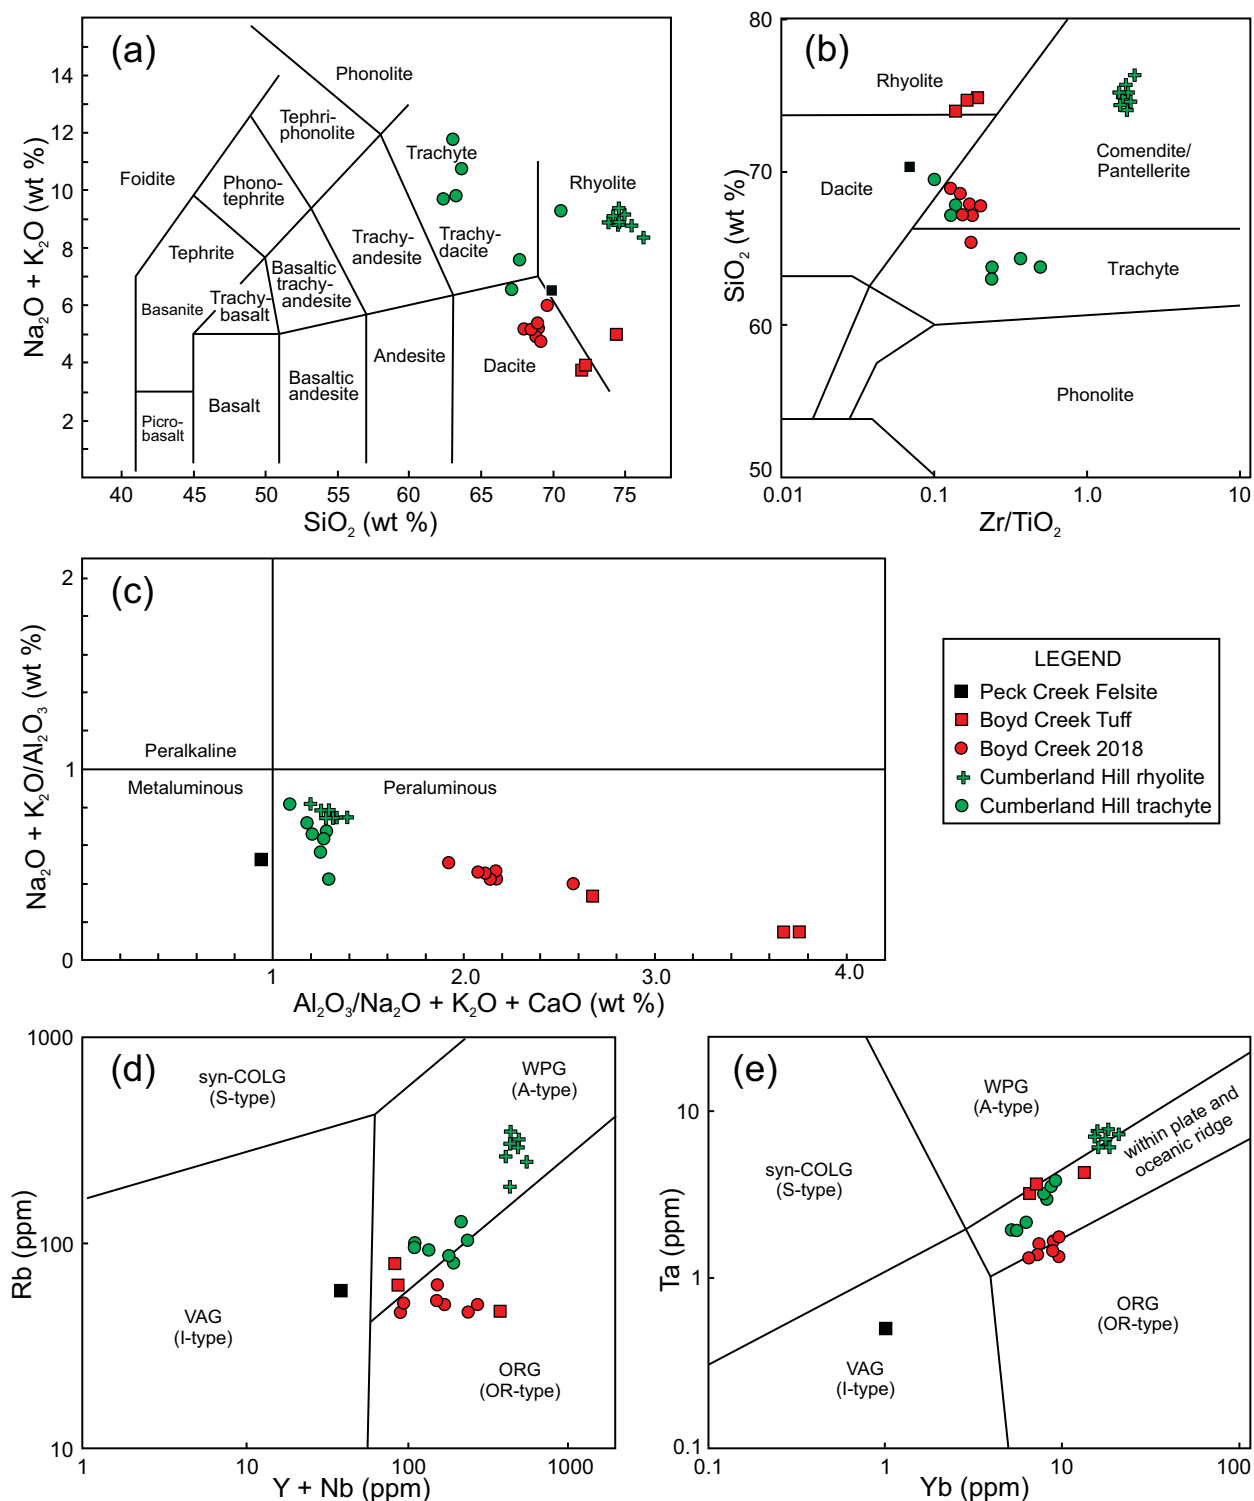 (a)
Phonolite
Tephri-
phonolite
Trachyte
Foidite
Phono-
tephrite
Rhyolite
Tephrite
Trachy-
andesite
Trachy-
dacite
Basaltic
trachy-
andesite
Basanite
Trachy-
basalt
Andesite
Dacite
Basaltic
andesite
Basalt
Picro-
basalt
14
12
10
8
6
4
2
Na₂O + K₂O (wt %)
40 45 50 55 60 65 70 75
SiO₂ (wt %)
(b)
Rhyolite
Comendite/
Pantellerite
Dacite
Trachyte
Phonolite
80
70
60
50
SiO₂ (wt %)
0.01 0.1 1.0 10
Zr/TiO₂
(c)
Peralkaline
Metaluminous
Peraluminous
2
1
0
Na₂O + K₂O/Al₂O₃ (wt %)
1 2.0 3.0 4.0
Al₂O₃/Na₂O + K₂O + CaO (wt %)
LEGEND
Peck Creek Felsite
Boyd Creek Tuff
Boyd Creek 2018
Cumberland Hill rhyolite
Cumberland Hill trachyte
(d)
syn-COLG
(S-type)
WPG
(A-type)
VAG
(I-type)
ORG
(OR-type)
1000
100
10
Rb (ppm)
1 10 100 1000
Y + Nb (ppm)
(e)
WPG
(A-type)
within plate and
oceanic ridge
syn-COLG
(S-type)
ORG
(OR-type)
VAG
(I-type)
10
1
0.1
Ta (ppm)
0.1 1 10 100
Yb (ppm)